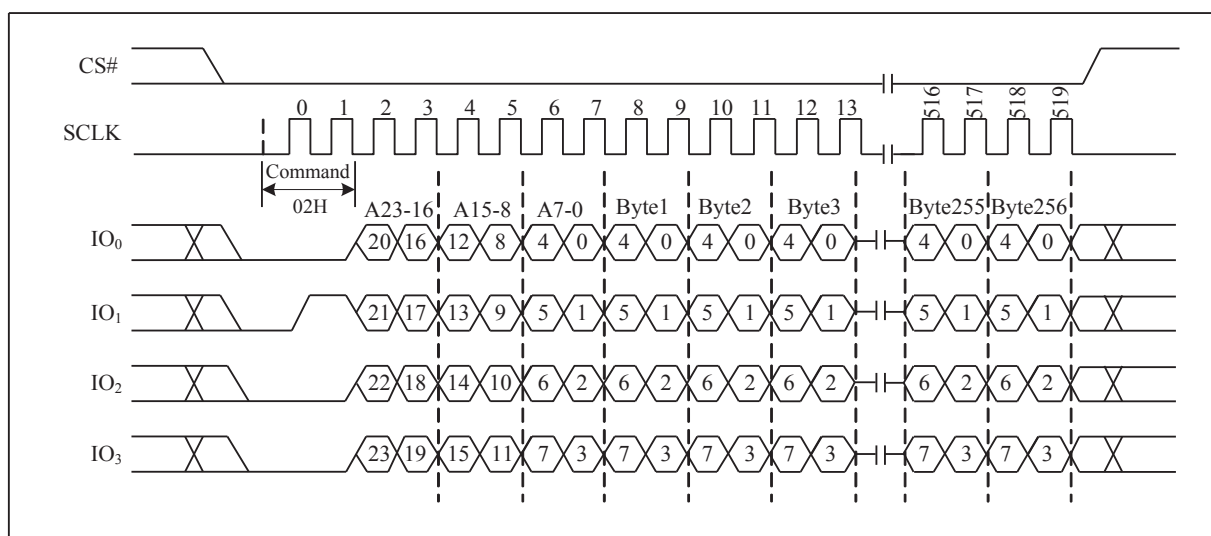 CS#
0 1 2 3 4 5 6 7 8 9 10 11 12 13 516 517 518 519
SCLK
Command
02H
A23-16 A15-8 A7-0 Byte1 Byte2 Byte3 Byte255 Byte256
IO0 20 16 12 8 4 0 4 0 4 0 4 0 4 0 4 0
IO1 21 17 13 9 5 1 5 1 5 1 5 1 5 1 5 1
IO2 22 18 14 10 6 2 6 2 6 2 6 2 6 2 6 2
IO3 23 19 15 11 7 3 7 3 7 3 7 3 7 3 7 3